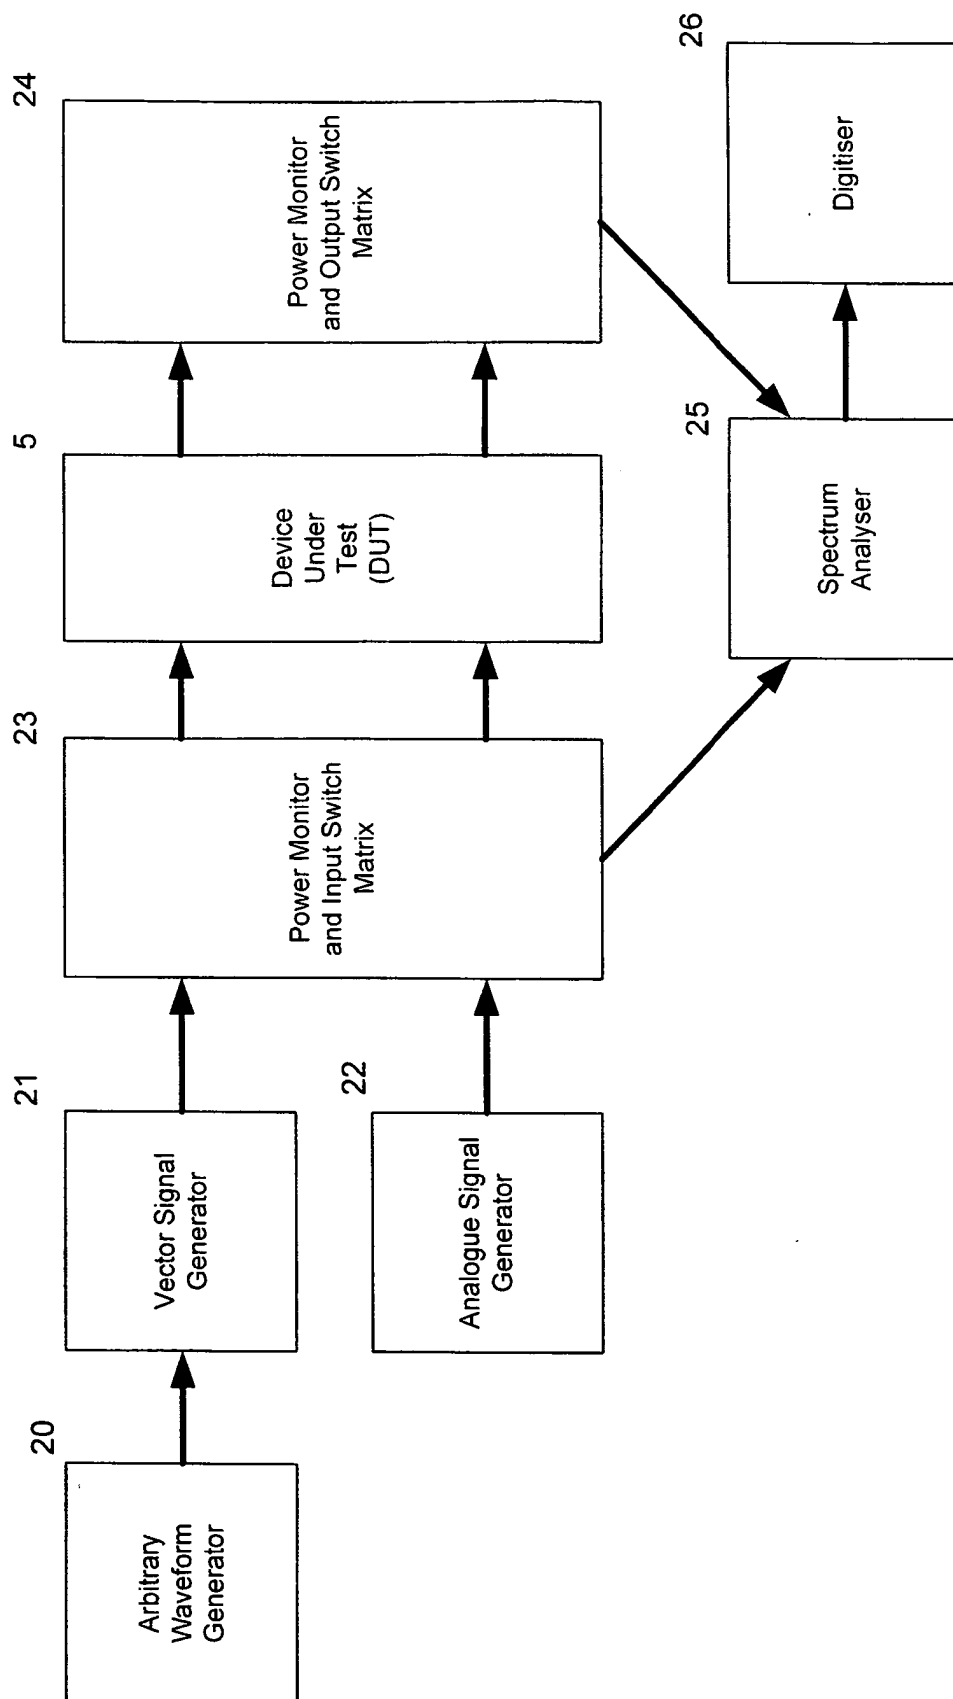 20
Arbitrary
Waveform
Generator
21
Vector Signal
Generator
22
Analogue Signal
Generator
23
Power Monitor
and Input Switch
Matrix
5
Device
Under
Test
(DUT)
24
Power Monitor
and Output Switch
Matrix
25
Spectrum
Analyser
26
Digitiser